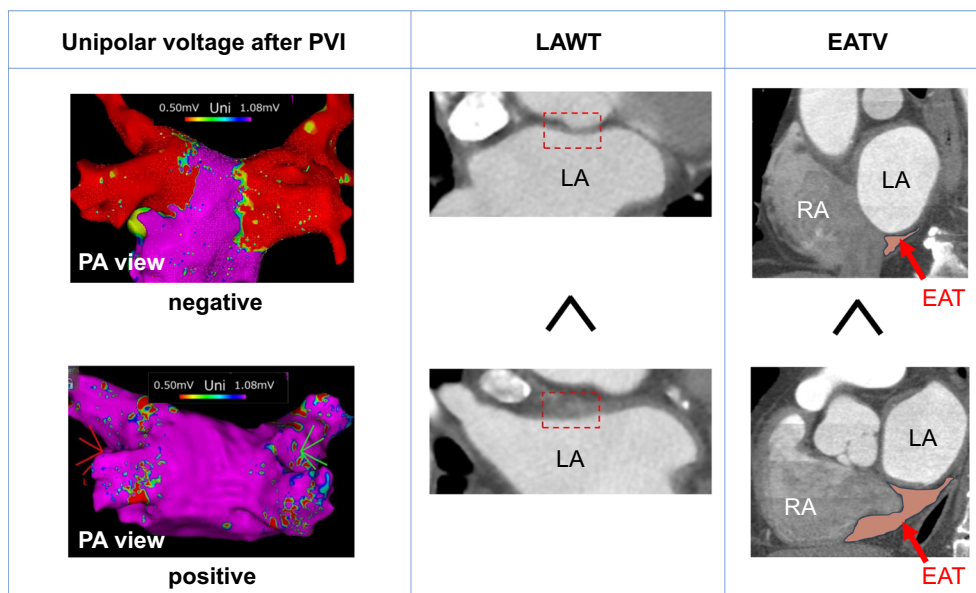 Unipolar voltage after PVI
LAWT
EATV
0.50mV Uni 1.08mV
PA view
negative
LA
RA
LA
EAT
0.50mV Uni 1.08mV
PA view
positive
LA
RA
LA
EAT